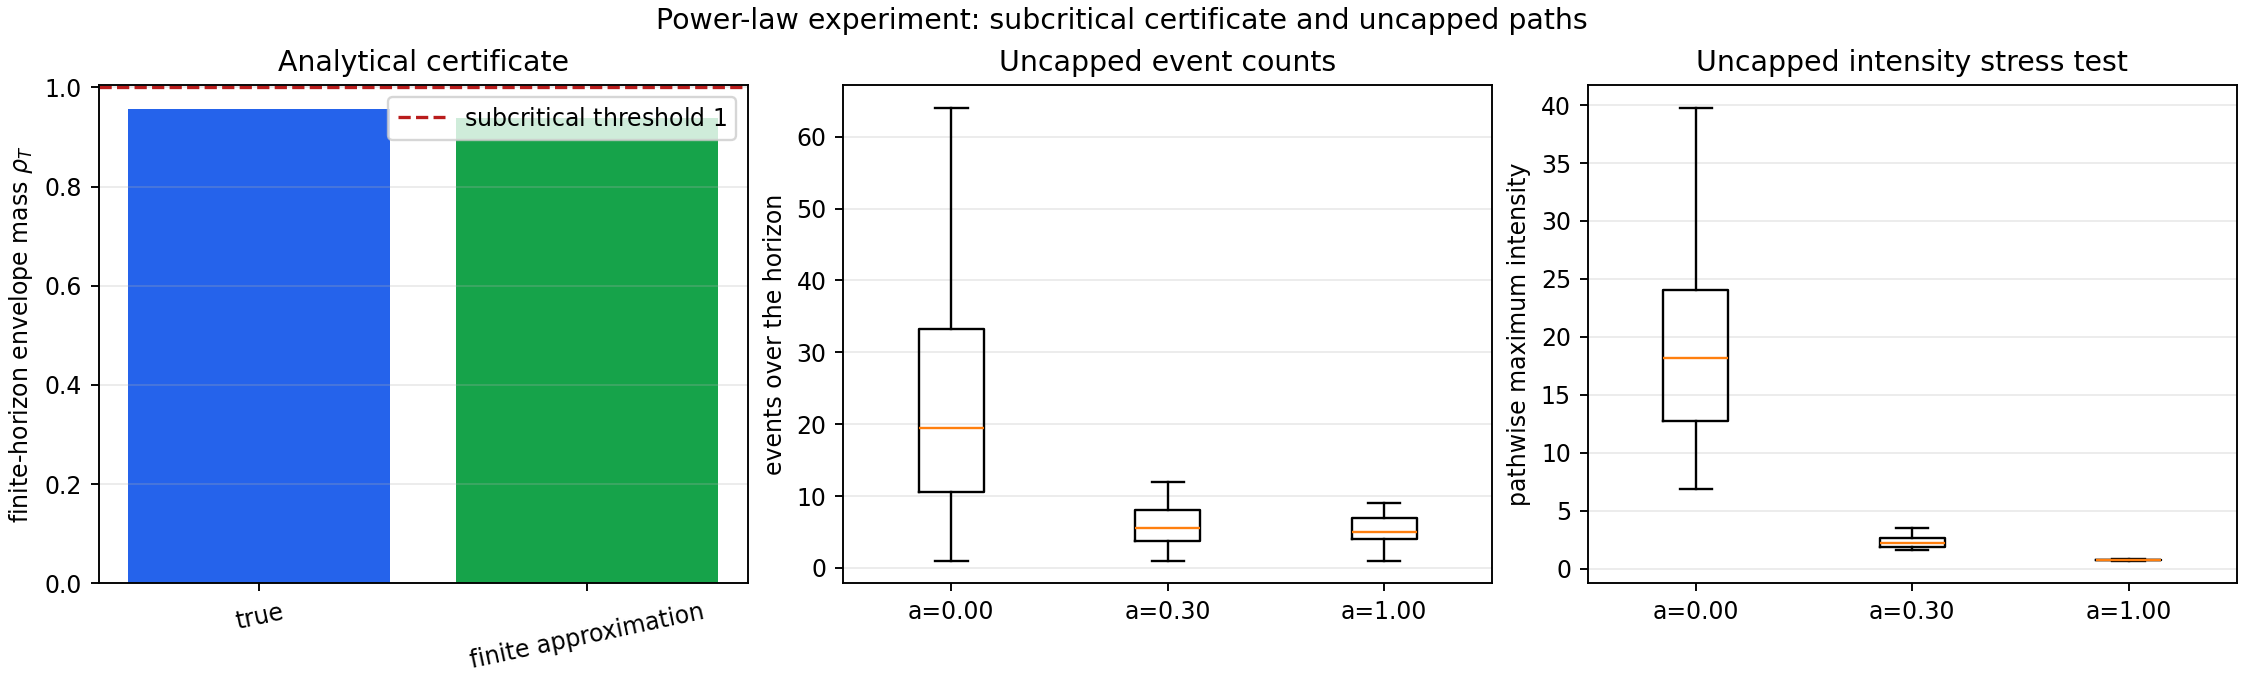 Power-law experiment: subcritical certificate and uncapped paths
Analytical certificate
finite-horizon envelope mass ρ_T
1.0
0.8
0.6
0.4
0.2
0.0
subcritical threshold 1
true
finite approximation
Uncapped event counts
events over the horizon
60
50
40
30
20
10
0
a=0.00
a=0.30
a=1.00
Uncapped intensity stress test
pathwise maximum intensity
40
35
30
25
20
15
10
5
0
a=0.00
a=0.30
a=1.00